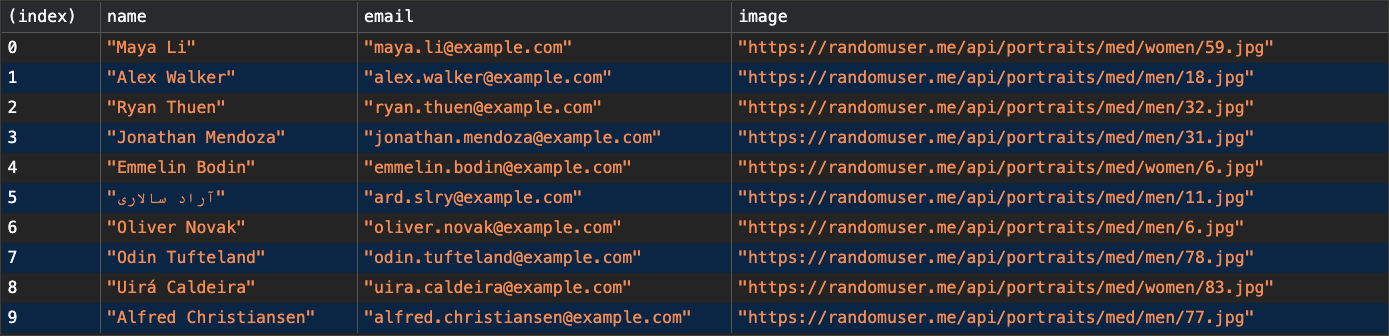 (index) name email image
0 "Maya Li" "maya.li@example.com" "https://randomuser.me/api/portraits/med/women/59.jpg"
1 "Alex Walker" "alex.walker@example.com" "https://randomuser.me/api/portraits/med/men/18.jpg"
2 "Ryan Thuen" "ryan.thuen@example.com" "https://randomuser.me/api/portraits/med/men/32.jpg"
3 "Jonathan Mendoza" "jonathan.mendoza@example.com" "https://randomuser.me/api/portraits/med/men/31.jpg"
4 "Emmelin Bodin" "emmelin.bodin@example.com" "https://randomuser.me/api/portraits/med/women/6.jpg"
5 "آراد سالاری" "ard.slry@example.com" "https://randomuser.me/api/portraits/med/men/11.jpg"
6 "Oliver Novak" "oliver.novak@example.com" "https://randomuser.me/api/portraits/med/men/6.jpg"
7 "Odin Tufteland" "odin.tufteland@example.com" "https://randomuser.me/api/portraits/med/men/78.jpg"
8 "Uirá Caldeira" "uira.caldeira@example.com" "https://randomuser.me/api/portraits/med/women/83.jpg"
9 "Alfred Christiansen" "alfred.christiansen@example.com" "https://randomuser.me/api/portraits/med/men/77.jpg"